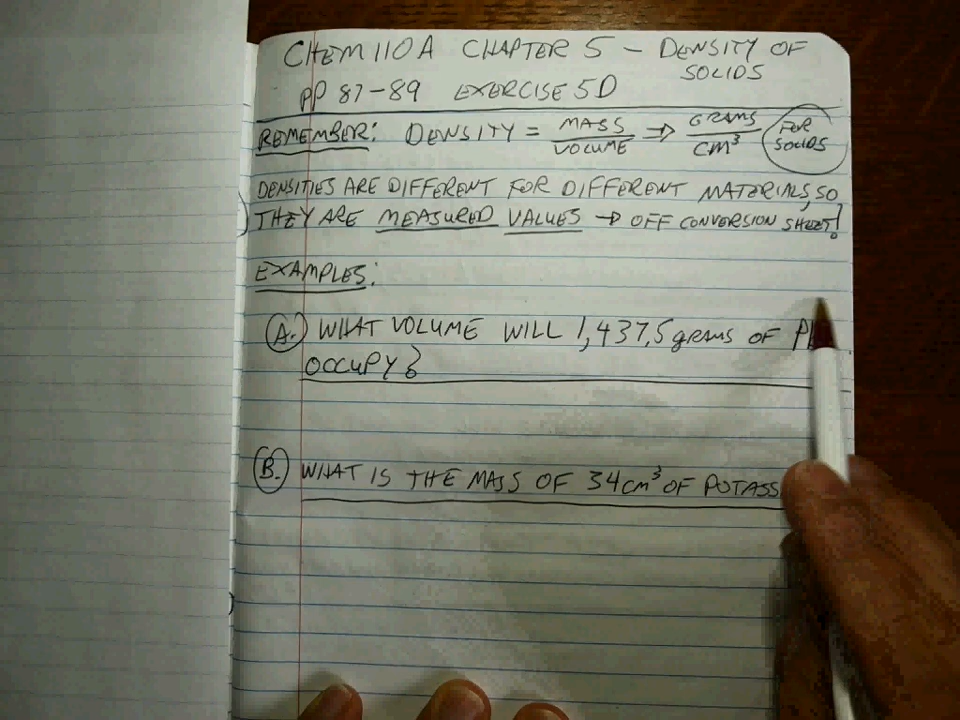 CHEM 110A CHAPTER 5 - DENSITY OF
SOLIDS
PP 87-89 EXERCISE 5D
REMEMBER: DENSITY = MASS/VOLUME ⇒ GRAMS/CM³ FOR SOLIDS
DENSITIES ARE DIFFERENT FOR DIFFERENT MATERIALS, SO
THEY ARE MEASURED VALUES → OFF CONVERSION SHEET!
EXAMPLES:
A. WHAT VOLUME WILL 1,437.5 GRAMS OF
OCCUPY?
B. WHAT IS THE MASS OF 34 CM³ OF POTASS